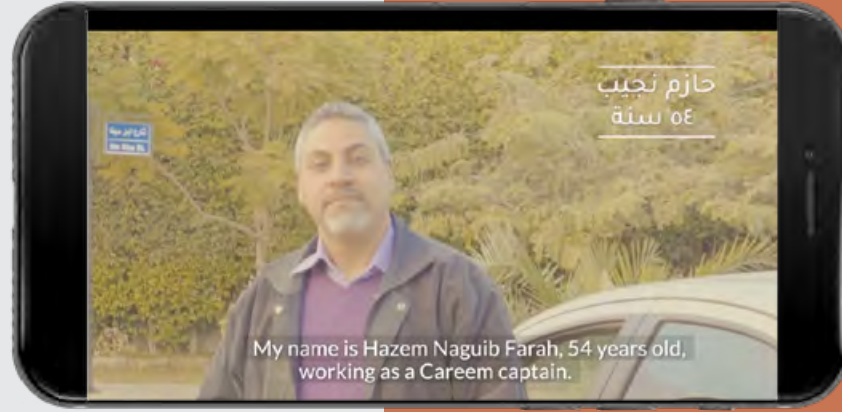 حازم نجيب
٥٤ سنة
My name is Hazem Naguib Farah, 54 years old,
working as a Careem captain.